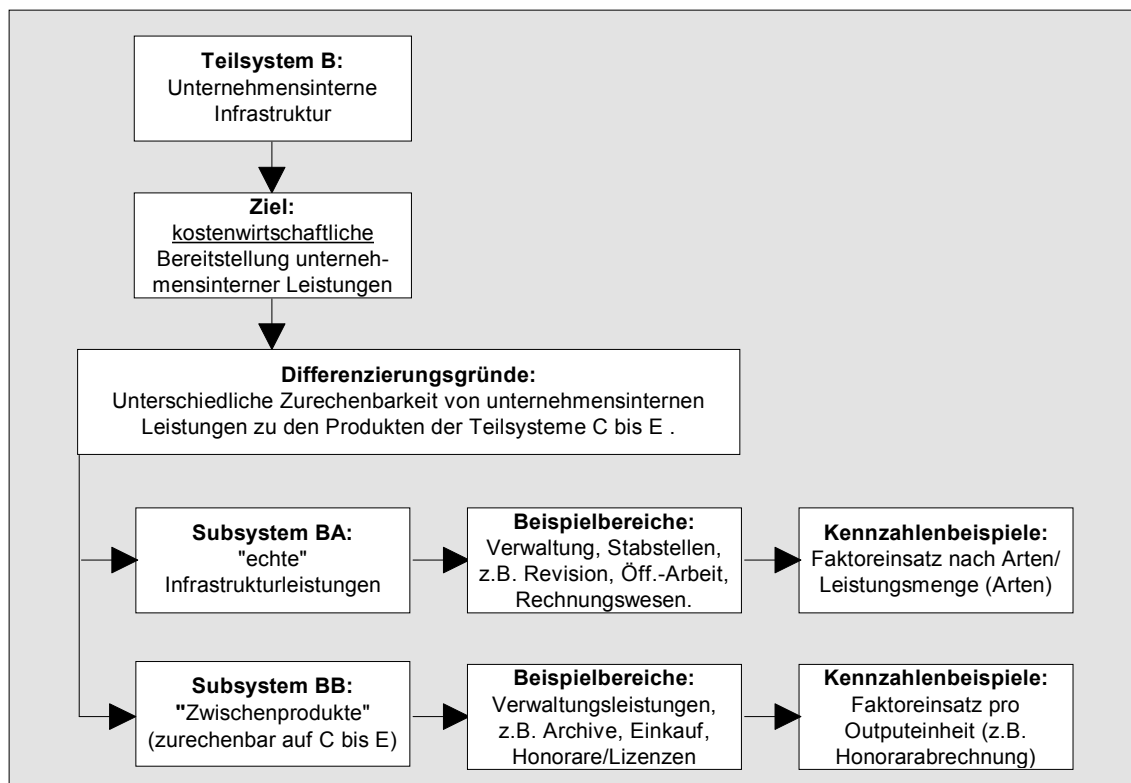 Teilsystem B:
Unternehmensinterne
Infrastruktur
Ziel:
kostenwirtschaftliche
Bereitstellung unterneh-
mensinterner Leistungen
Differenzierungsgründe:
Unterschiedliche Zurechenbarkeit von unternehmensinternen
Leistungen zu den Produkten der Teilsysteme C bis E .
Subsystem BA:
"echte"
Infrastrukturleistungen
Beispielbereiche:
Verwaltung, Stabstellen,
z.B. Revision, Öff.-Arbeit,
Rechnungswesen.
Kennzahlenbeispiele:
Faktoreinsatz nach Arten/
Leistungsmenge (Arten)
Subsystem BB:
"Zwischenprodukte"
(zurechenbar auf C bis E)
Beispielbereiche:
Verwaltungsleistungen,
z.B. Archive, Einkauf,
Honorare/Lizenzen
Kennzahlenbeispiele:
Faktoreinsatz pro
Outputeinheit (z.B.
Honorarabrechnung)